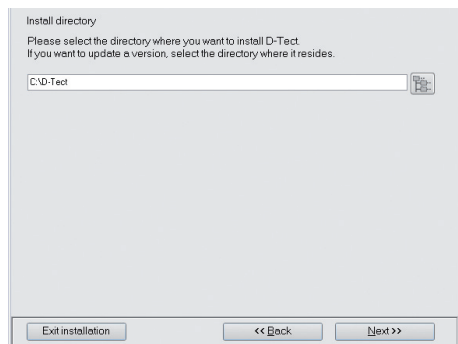 Install directory
Please select the directory where you want to install D-Tect.
If you want to update a version, select the directory where it resides.
C:\D-Tect
Exit installation << Back Next >>